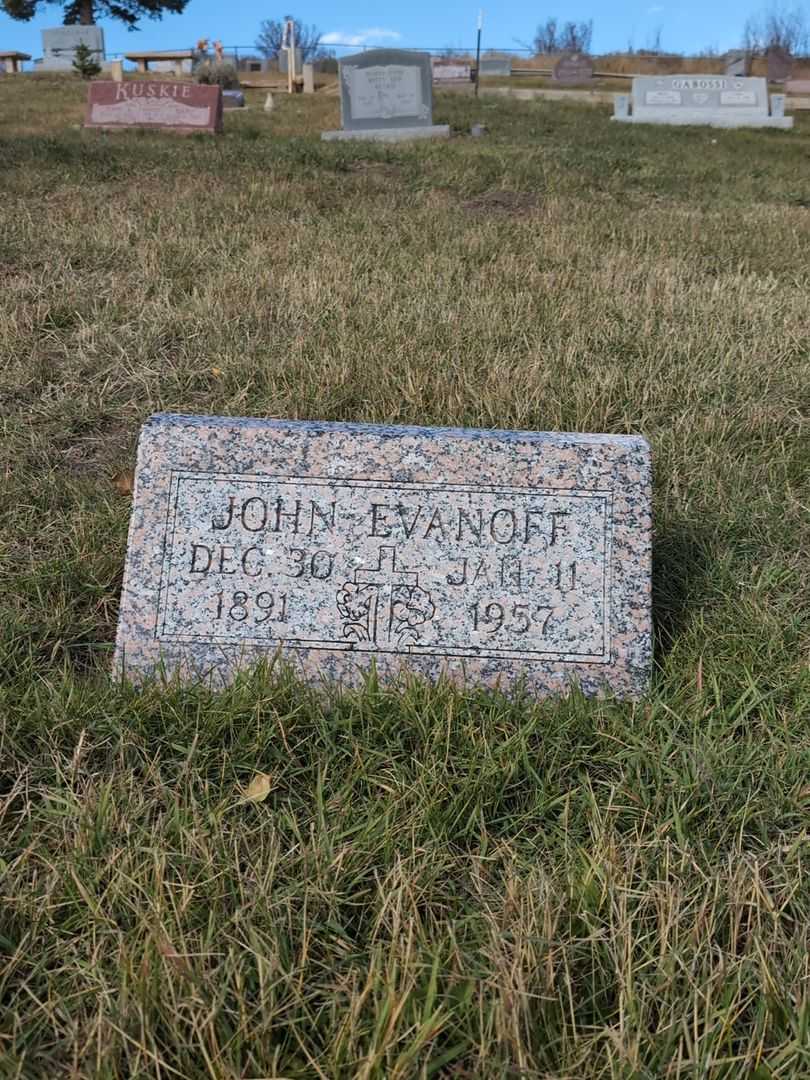 KUSKIE
GABOSSI
JOHN EVANOFF
DEC. 30 JAN. 11
1891 1957